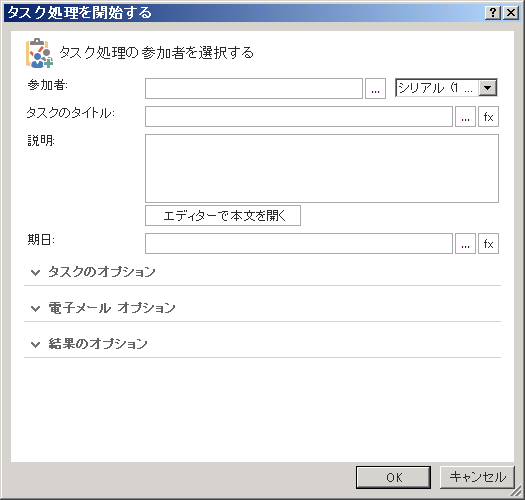 タスク処理を開始する
タスク処理の参加者を選択する
参加者: ... シリアル (1 ...
タスクのタイトル: ... fx
説明:
エディターで本文を開く
期日: ... fx
タスクのオプション
電子メール オプション
結果のオプション
OK キャンセル